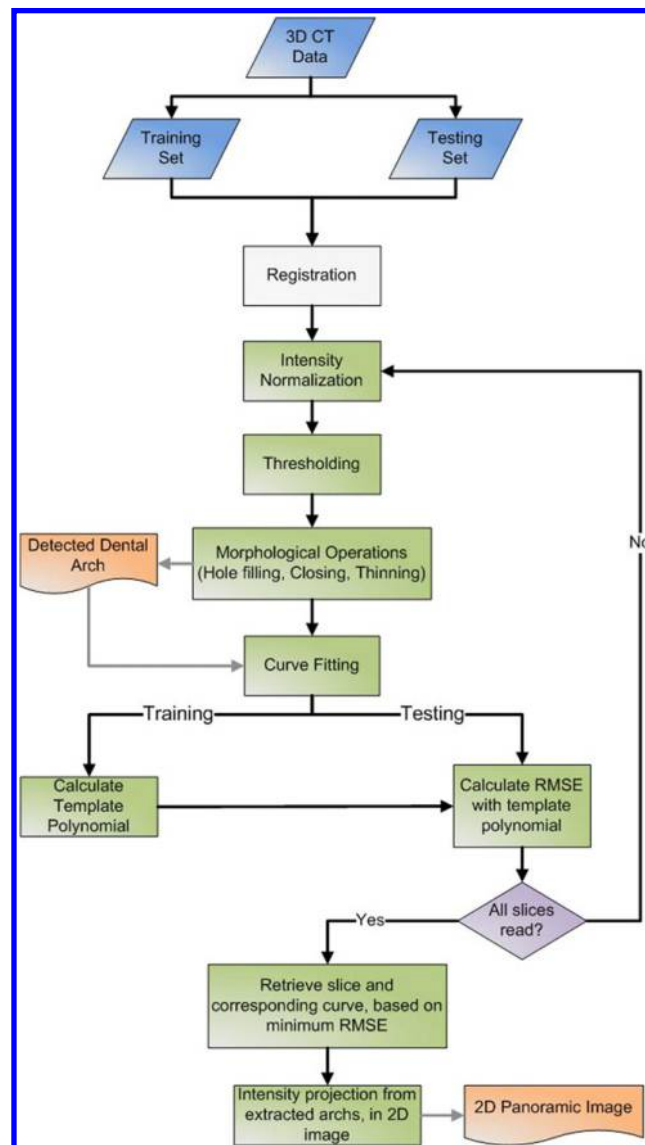 3D CT
Data
Training
Set
Testing
Set
Registration
Intensity
Normalization
Thresholding
Detected Dental
Arch
Morphological Operations
(Hole filling, Closing, Thinning)
No
Curve Fitting
Training
Testing
Calculate
Template
Polynomial
Calculate RMSE
with template
polynomial
All slices
read?
Yes
Retrieve slice and
corresponding curve, based on
minimum RMSE
Intensity projection from
extracted archs, in 2D
image
2D Panoramic Image